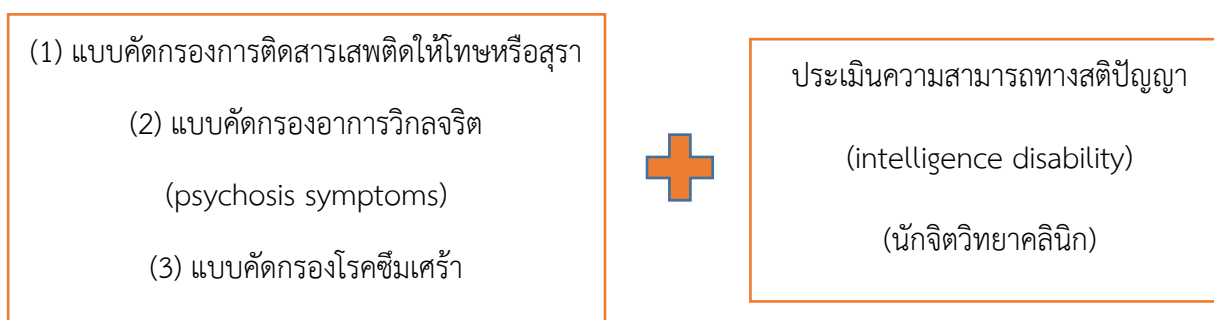 (1) แบบคัดกรองการติดสารเสพติดให้โทษหรือสุรา
(2) แบบคัดกรองอาการวิกลจริต
(psychosis symptoms)
(3) แบบคัดกรองโรคซึมเศร้า
ประเมินความสามารถทางสติปัญญา
(intelligence disability)
(นักจิตวิทยาคลินิก)